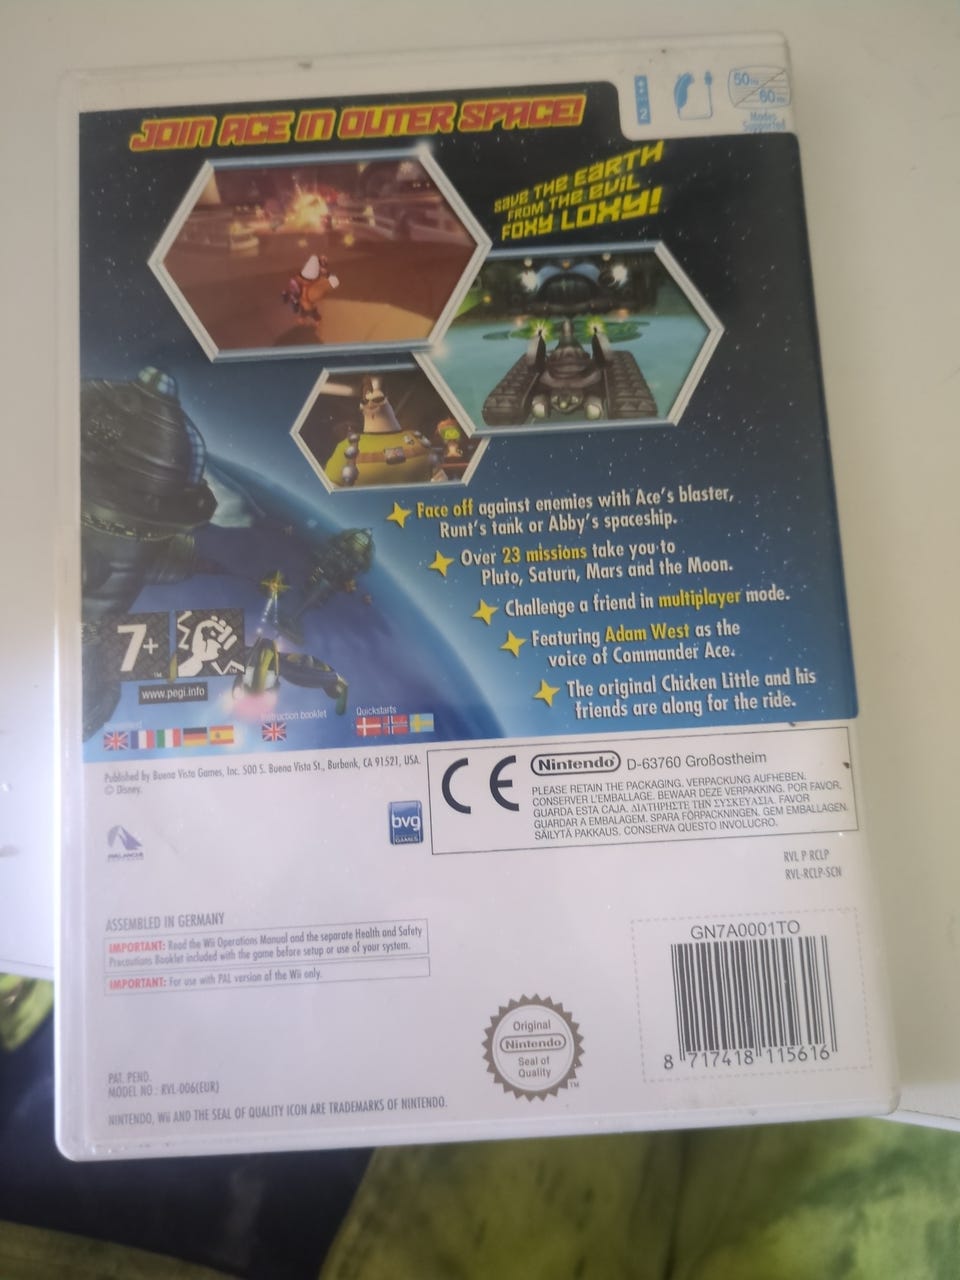 JOIN ACE IN OUTER SPACE!
50Hz
60Hz
Modes
Supported
SAVE THE EARTH
FROM THE EVIL
FOXY LOXY!
Face off against enemies with Ace's blaster,
Runt's tank or Abby's spaceship.
Over 23 missions take you to
Pluto, Saturn, Mars and the Moon.
Challenge a friend in multiplayer mode.
Featuring Adam West as the
voice of Commander Ace.
The original Chicken Little and his
friends are along for the ride.
7+
www.pegi.info
Instruction booklet
Quickstarts
Published by Buena Vista Games, Inc. 500 S. Buena Vista St., Burbank, CA 91521, USA.
© Disney.
AVALANCHE
bvg
GAMES
CE
Nintendo D-63760 Großostheim
PLEASE RETAIN THE PACKAGING. VERPACKUNG AUFHEBEN.
CONSERVER L'EMBALLAGE. BEWAAR DEZE VERPAKKING. POR FAVOR,
GUARDA ESTA CAJA. ΔΙΑΤΗΡΗΣΤΕ ΤΗΝ ΣΥΣΚΕΥΑΣΙΑ. FAVOR
GUARDAR A EMBALAGEM. SPARA FÖRPACKNINGEN. GEM EMBALLAGEN.
SÄILYTÄ PAKKAUS. CONSERVA QUESTO INVOLUCRO.
RVL P RCLP
RVL-RCLP-SCN
ASSEMBLED IN GERMANY
IMPORTANT: Read the Wii Operations Manual and the separate Health and Safety
Precautions Booklet included with the game before setup or use of your system.
IMPORTANT: For use with PAL version of the Wii only.
GN7A0001TO
8 717418 115616
Original
Nintendo
Seal of
Quality
TM
PAT. PEND.
MODEL NO : RVL-006(EUR)
NINTENDO, Wii AND THE SEAL OF QUALITY ICON ARE TRADEMARKS OF NINTENDO.